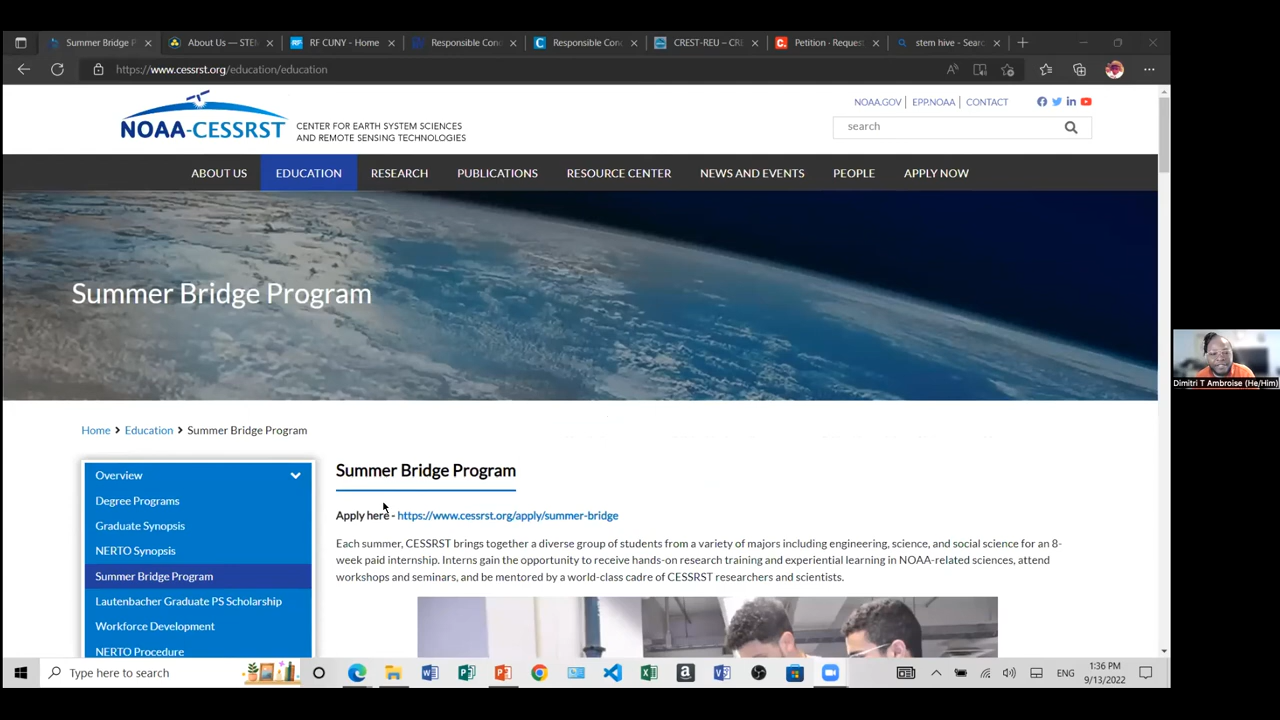 Summer Bridge P
About Us — STE
RF CUNY - Home
Responsible Con
Responsible Con
CREST-REU – CRE
Petition · Reques
stem hive - Searc
https://www.cessrst.org/education/education
NOAA-CESSRST
CENTER FOR EARTH SYSTEM SCIENCES
AND REMOTE SENSING TECHNOLOGIES
NOAA.GOV
EPP.NOAA
CONTACT
search
ABOUT US
EDUCATION
RESEARCH
PUBLICATIONS
RESOURCE CENTER
NEWS AND EVENTS
PEOPLE
APPLY NOW
Summer Bridge Program
Home > Education > Summer Bridge Program
Overview
Degree Programs
Graduate Synopsis
NERTO Synopsis
Summer Bridge Program
Lautenbacher Graduate PS Scholarship
Workforce Development
NERTO Procedure
Summer Bridge Program
Apply here - https://www.cessrst.org/apply/summer-bridge
Each summer, CESSRST brings together a diverse group of students from a variety of majors including engineering, science, and social science for an 8-
week paid internship. Interns gain the opportunity to receive hands-on research training and experiential learning in NOAA-related sciences, attend
workshops and seminars, and be mentored by a world-class cadre of CESSRST researchers and scientists.
Dimitri T Ambroise (He/Him)
Type here to search
ENG
1:36 PM
9/13/2022